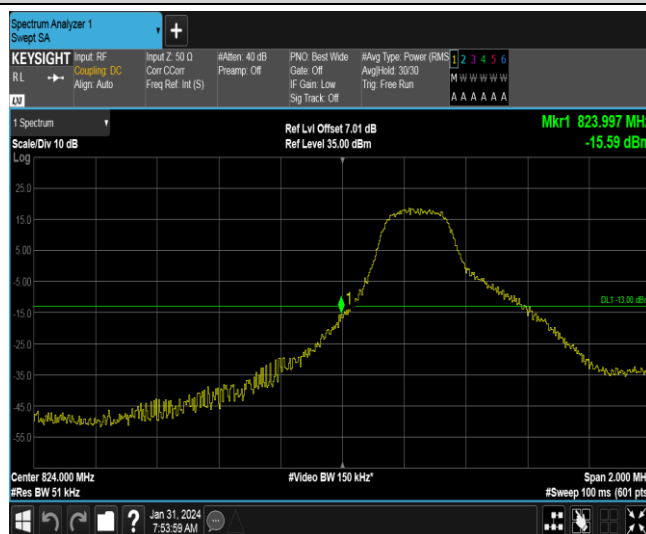 Spectrum Analyzer 1
Swept SA
+
KEYSIGHT Input: RF Input Z: 50 Ω #Atten: 40 dB PNO: Best Wide #Avg Type: Power (RMS 1 2 3 4 5 6
RL Coupling: DC Corr CCorr Preamp: Off Gate: Off Avg|Hold: 30/30 M W W W W W
Align: Auto Freq Ref: Int (S) IF Gain: Low Trig: Free Run
LXI Sig Track: Off A A A A A A
1 Spectrum Ref Lvl Offset 7.01 dB Mkr1 823.997 MHz
Scale/Div 10 dB Ref Level 35.00 dBm -15.59 dBm
Log
25.0
15.0
5.00
-5.00
1
DL1 -13.00 dBm
-15.0
-25.0
-35.0
-45.0
-55.0
Center 824.000 MHz #Video BW 150 kHz* Span 2.000 MH
#Res BW 51 kHz #Sweep 100 ms (601 pts
? Jan 31, 2024
7:53:59 AM